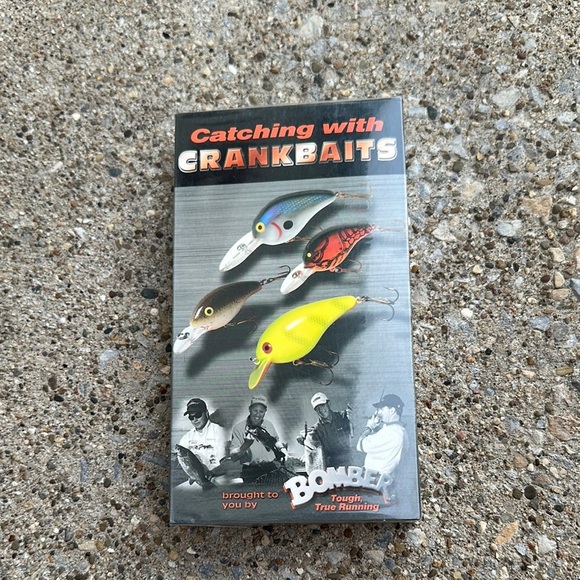 Catching with
CRANKBAITS
brought to
you by
BOMBER
Tough,
True Running